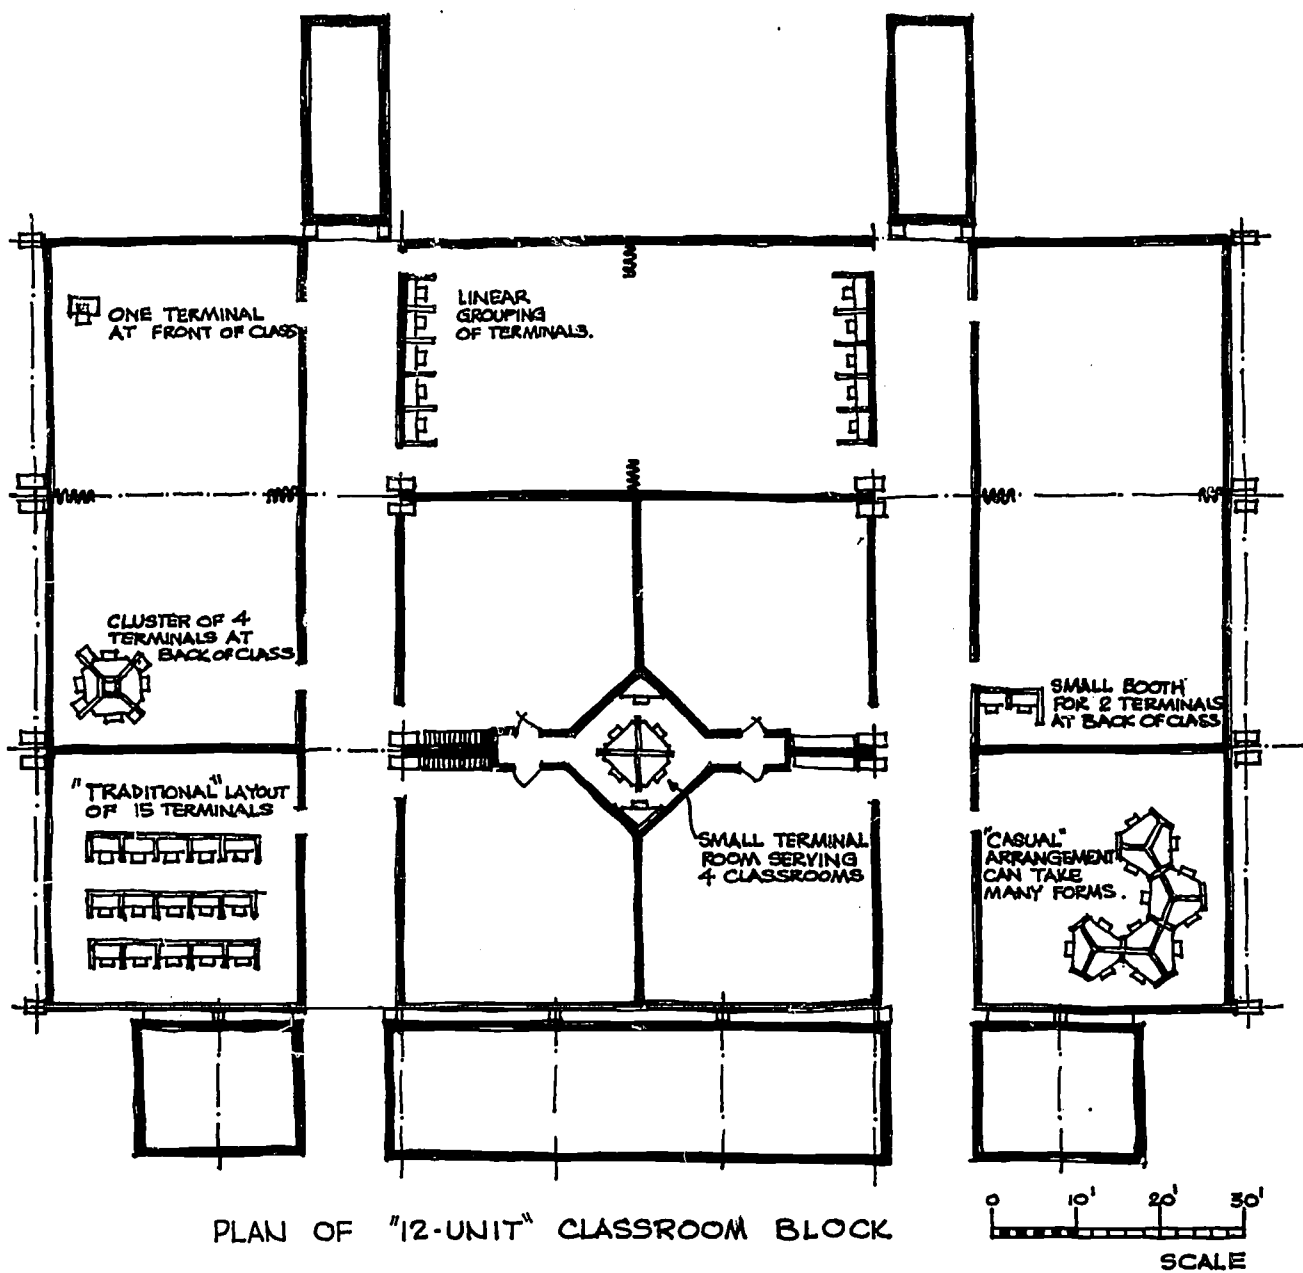 ONE TERMINAL
AT FRONT OF CLASS
LINEAR
GROUPING
OF TERMINALS.
CLUSTER OF 4
TERMINALS AT
BACK OF CLASS
SMALL BOOTH
FOR 2 TERMINALS
AT BACK OF CLASS
"TRADITIONAL" LAYOUT
OF 15 TERMINALS
SMALL TERMINAL
ROOM SERVING
4 CLASSROOMS
"CASUAL"
ARRANGEMENT
CAN TAKE
MANY FORMS.
PLAN OF "12-UNIT" CLASSROOM BLOCK
0 10' 20' 30'
SCALE